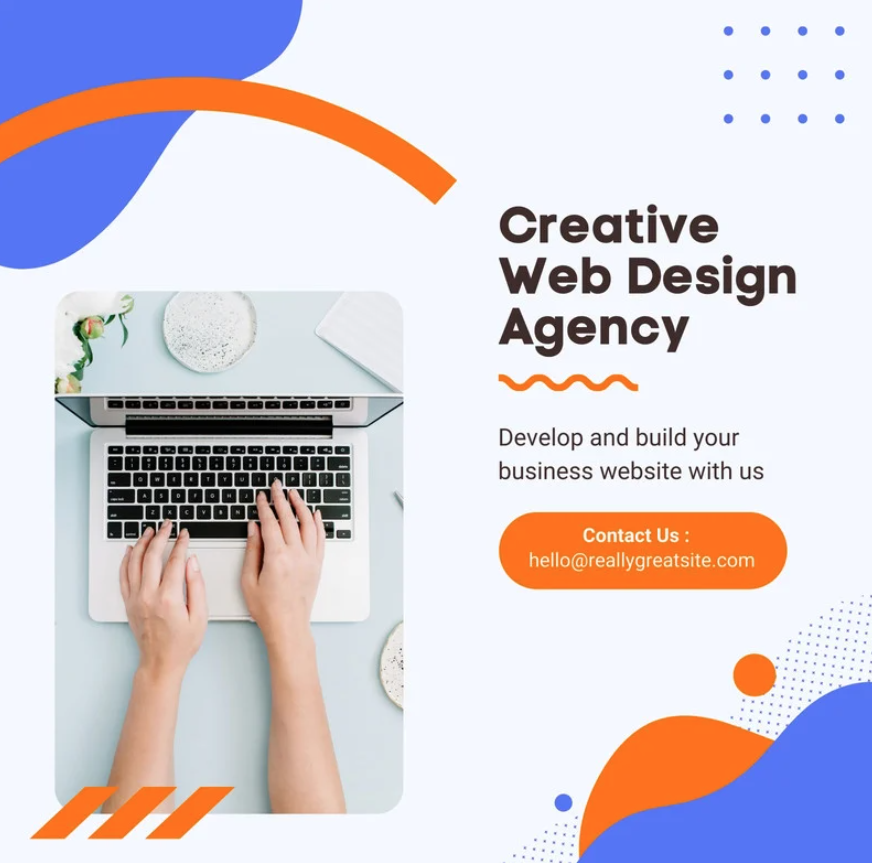 Creative
Web Design
Agency
Develop and build your
business website with us
Contact Us :
hello@reallygreatsite.com